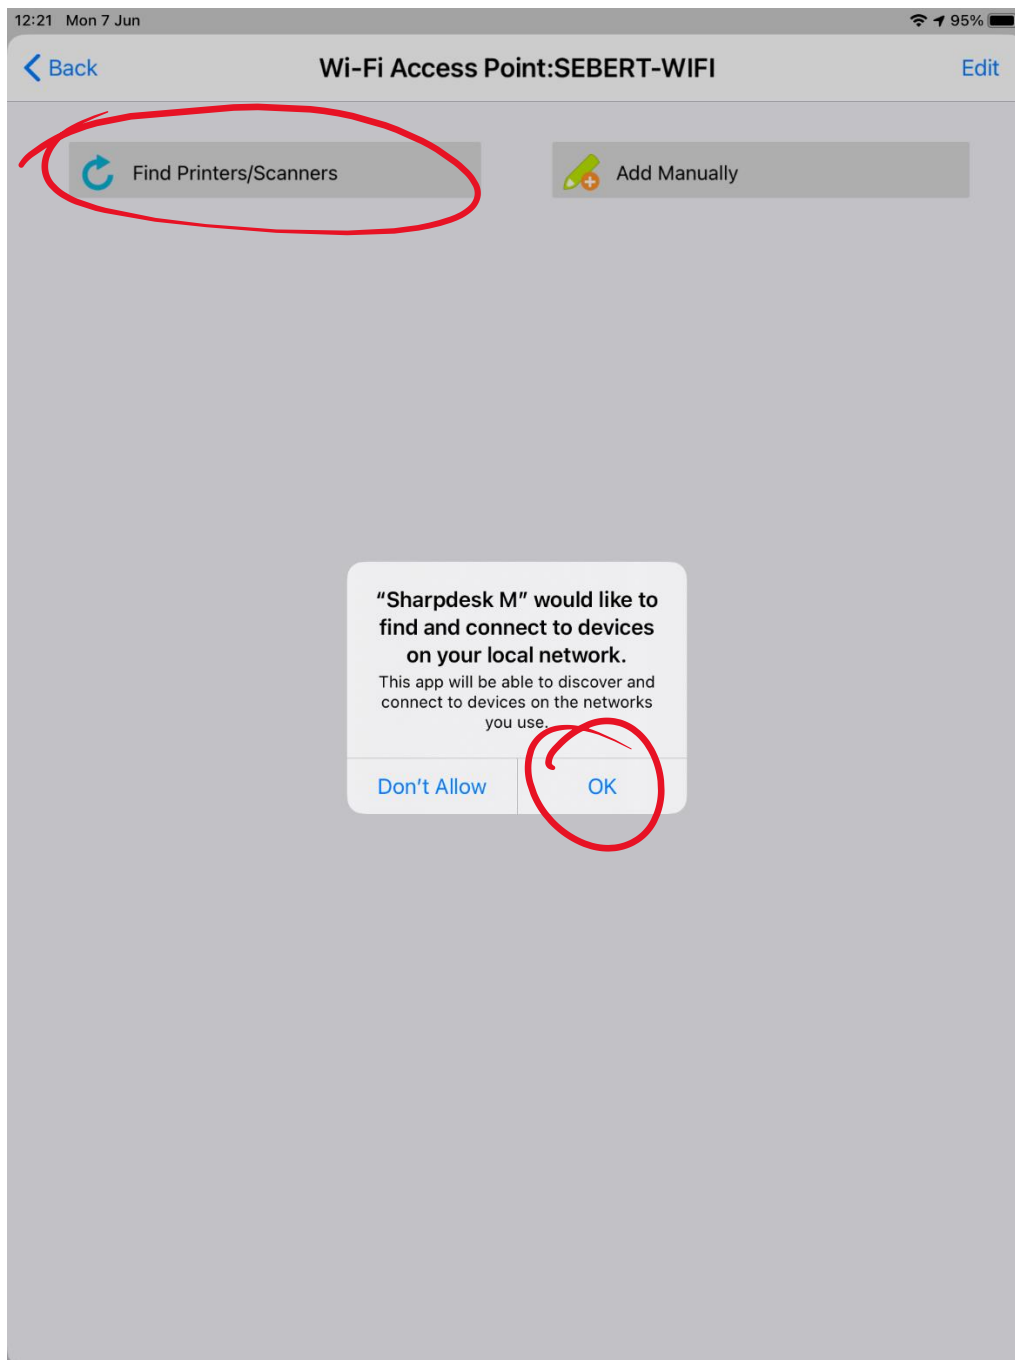 12:21 Mon 7 Jun 95%
Back Wi-Fi Access Point:SEBERT-WIFI Edit
Find Printers/Scanners Add Manually
“Sharpdesk M” would like to
find and connect to devices
on your local network.
This app will be able to discover and
connect to devices on the networks
you use.
Don’t Allow OK